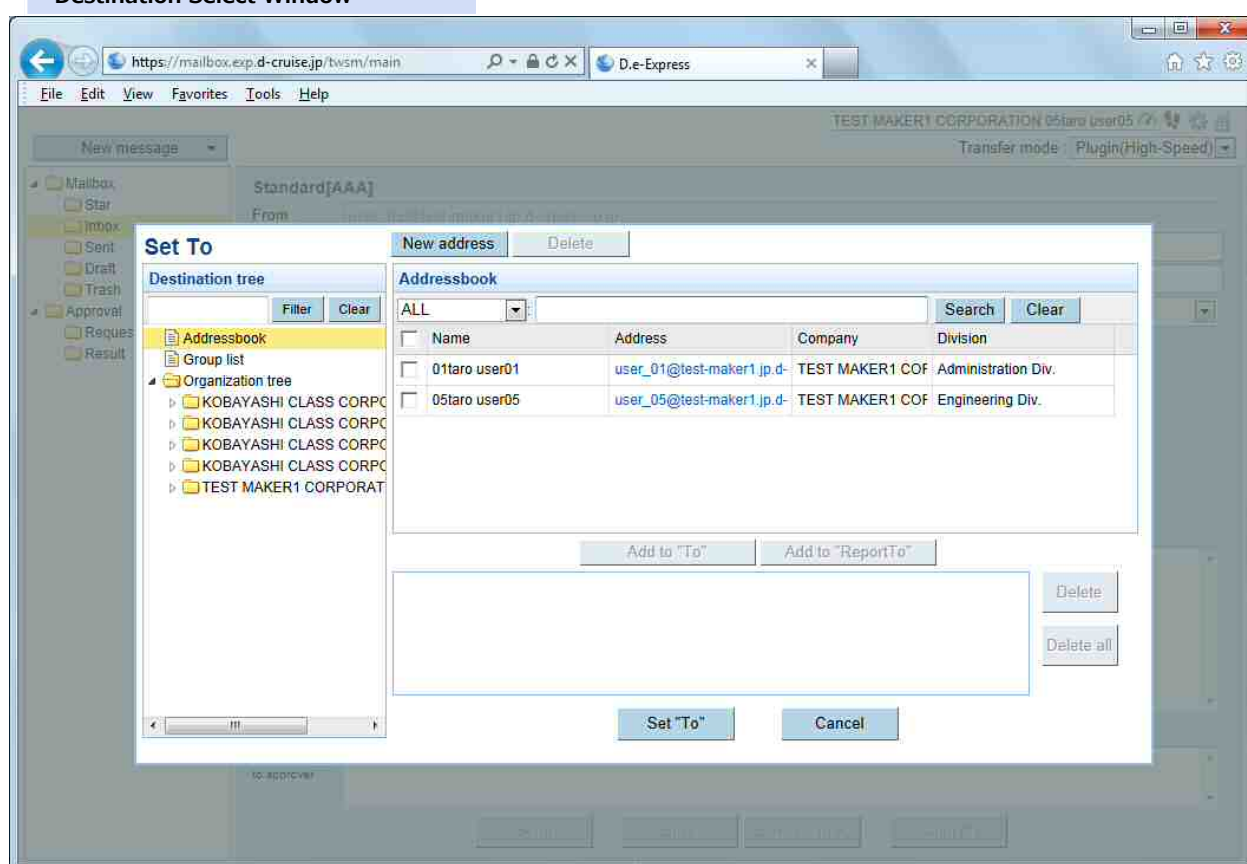 Destination Select Window
https://mailbox.exp.d-cruise.jp/twsm/main
D.e-Express
File Edit View Favorites Tools Help
TEST MAKER1 CORPORATION 05taro user05
New message
Transfer mode : Plugin(High-Speed)
Mailbox
Standard[AAA]
Star
From
Inbox
Sent
Draft
Trash
Approval
Reques
Result
Set To
New address Delete
Destination tree
Addressbook
Filter Clear
ALL : Search Clear
Addressbook
Name Address Company Division
Group list
01taro user01 user_01@test-maker1.jp.d- TEST MAKER1 COF Administration Div.
Organization tree
05taro user05 user_05@test-maker1.jp.d- TEST MAKER1 COF Engineering Div.
KOBAYASHI CLASS CORPC
KOBAYASHI CLASS CORPC
KOBAYASHI CLASS CORPC
TEST MAKER1 CORPORAT
Add to "To" Add to "ReportTo"
Delete
Delete all
Set "To" Cancel
to approver